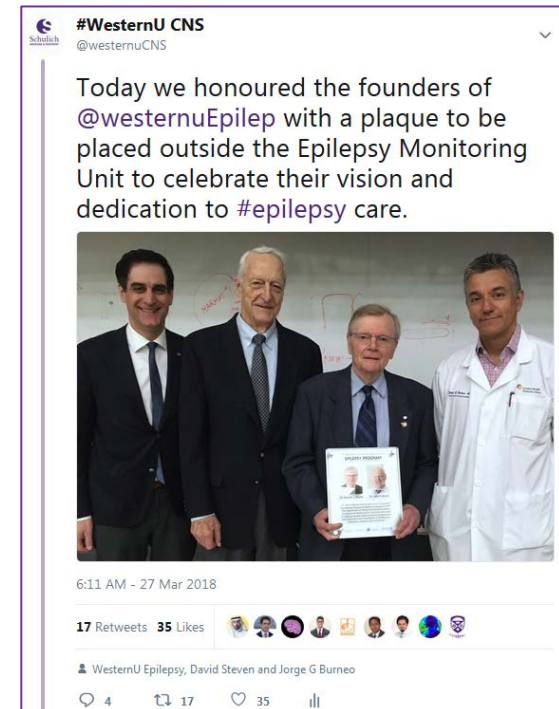 #WesternU CNS
Schulich
@westernuCNS
Today we honoured the founders of
@westernuEpilep with a plaque to be
placed outside the Epilepsy Monitoring
Unit to celebrate their vision and
dedication to #epilepsy care.
EPILEPSY PROGRAM
6:11 AM - 27 Mar 2018
17 Retweets 35 Likes
WesternU Epilepsy, David Steven and Jorge G Burneo
4 17 35